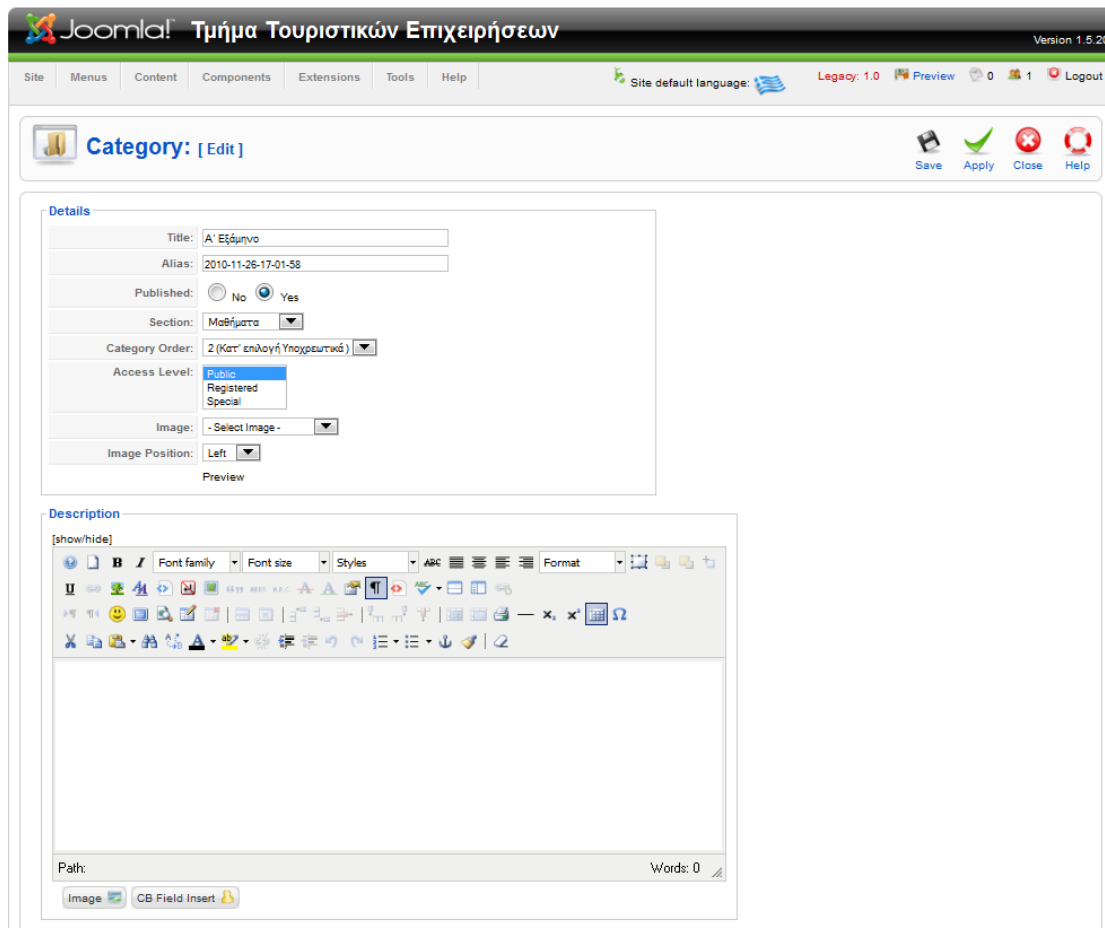 Joomla! Τμήμα Τουριστικών Επιχειρήσεων
Version 1.5.20
Site Menus Content Components Extensions Tools Help Site default language: Legacy: 1.0 Preview 0 1 Logout
Category: [ Edit ]
Save Apply Close Help
Details
Title: Α' Εξάμηνο
Alias: 2010-11-26-17-01-58
Published: No Yes
Section: Μαθήματα
Category Order: 2 (Κατ' επιλογή Υποχρεωτικά )
Access Level: Public
Registered
Special
Image: - Select Image -
Image Position: Left
Preview
Description
[show/hide]
B I Font family Font size Styles ABC Format
Path: Words: 0
Image CB Field Insert